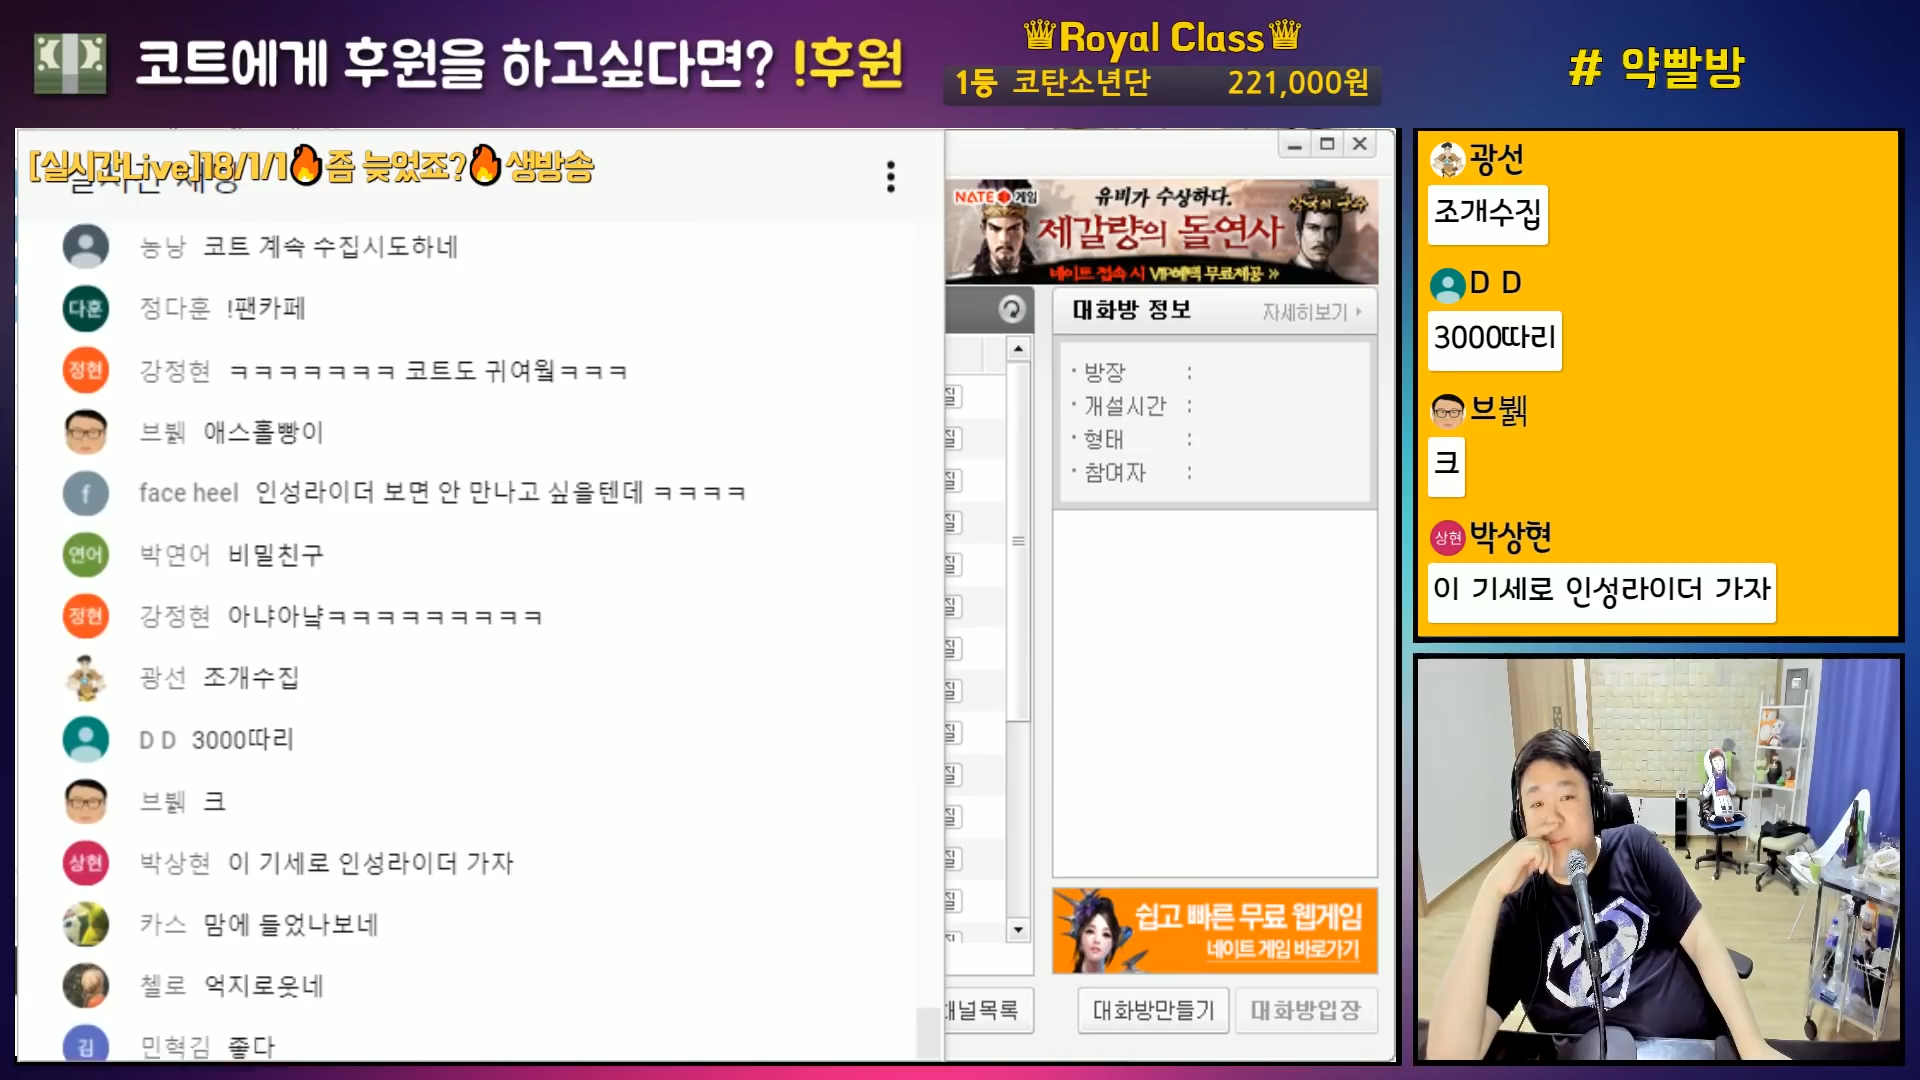 코트에게 후원을 하고싶다면? !후원
Royal Class
1등 코탄소년단 221,000원
# 약빨방
[실시간Live]18/1/1🔥좀 늦었죠?🔥생방송
농낭 코트 계속 수집시도하네
다훈 정다훈 !팬카페
정현 강정현 ㅋㅋㅋㅋㅋㅋㅋ 코트도 귀여웤ㅋㅋㅋ
브붹 애스홀빵이
f face heel 인성라이더 보면 안 만나고 싶을텐데 ㅋㅋㅋㅋ
연어 박연어 비밀친구
정현 강정현 아냐아냨ㅋㅋㅋㅋㅋㅋㅋㅋㅋ
광선 조개수집
D D 3000따리
브붹 크
상현 박상현 이 기세로 인성라이더 가자
카스 맘에 들었나보네
첼로 억지로웃네
김 민혁김 좋다
NATE 게임
유비가 수상하다.
제갈량의 돌연사
네이트 접속 시 VIP혜택 무료제공 »
대화방 정보 자세히보기
· 방장 :
· 개설시간 :
· 형태 :
· 참여자 :
쉽고 빠른 무료 웹게임
네이트 게임 바로가기
채널목록 대화방만들기 대화방입장
광선
조개수집
D D
3000따리
브붹
크
상현 박상현
이 기세로 인성라이더 가자